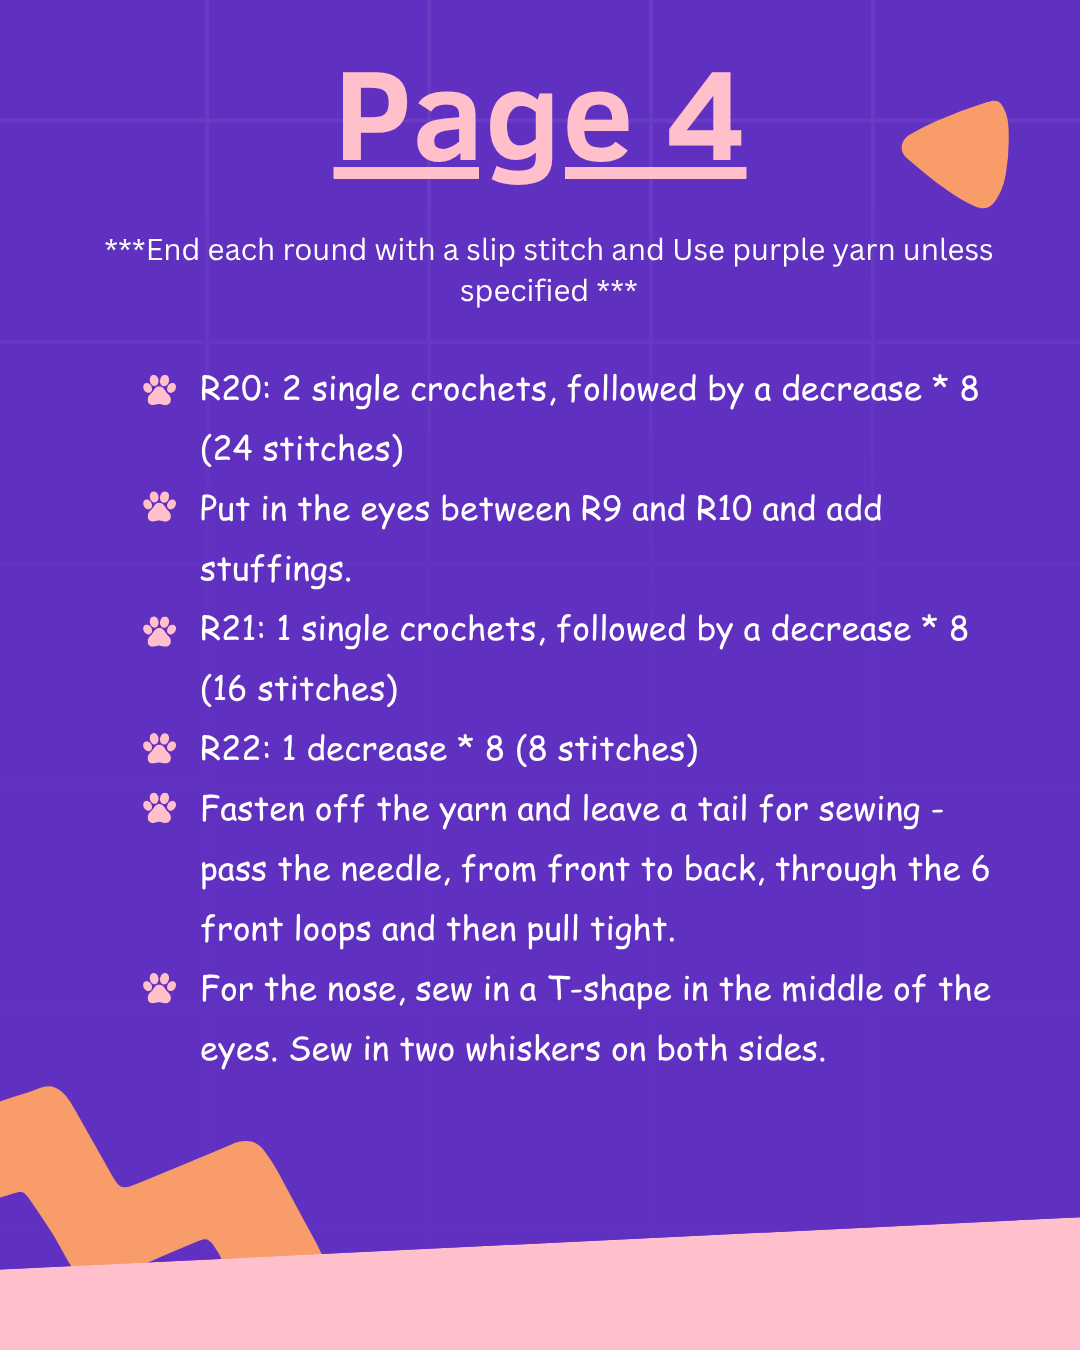 Page 4
***End each round with a slip stitch and Use purple yarn unless
specified ***
R20: 2 single crochets, followed by a decrease * 8
(24 stitches)
Put in the eyes between R9 and R10 and add
stuffings.
R21: 1 single crochets, followed by a decrease * 8
(16 stitches)
R22: 1 decrease * 8 (8 stitches)
Fasten off the yarn and leave a tail for sewing -
pass the needle, from front to back, through the 6
front loops and then pull tight.
For the nose, sew in a T-shape in the middle of the
eyes. Sew in two whiskers on both sides.